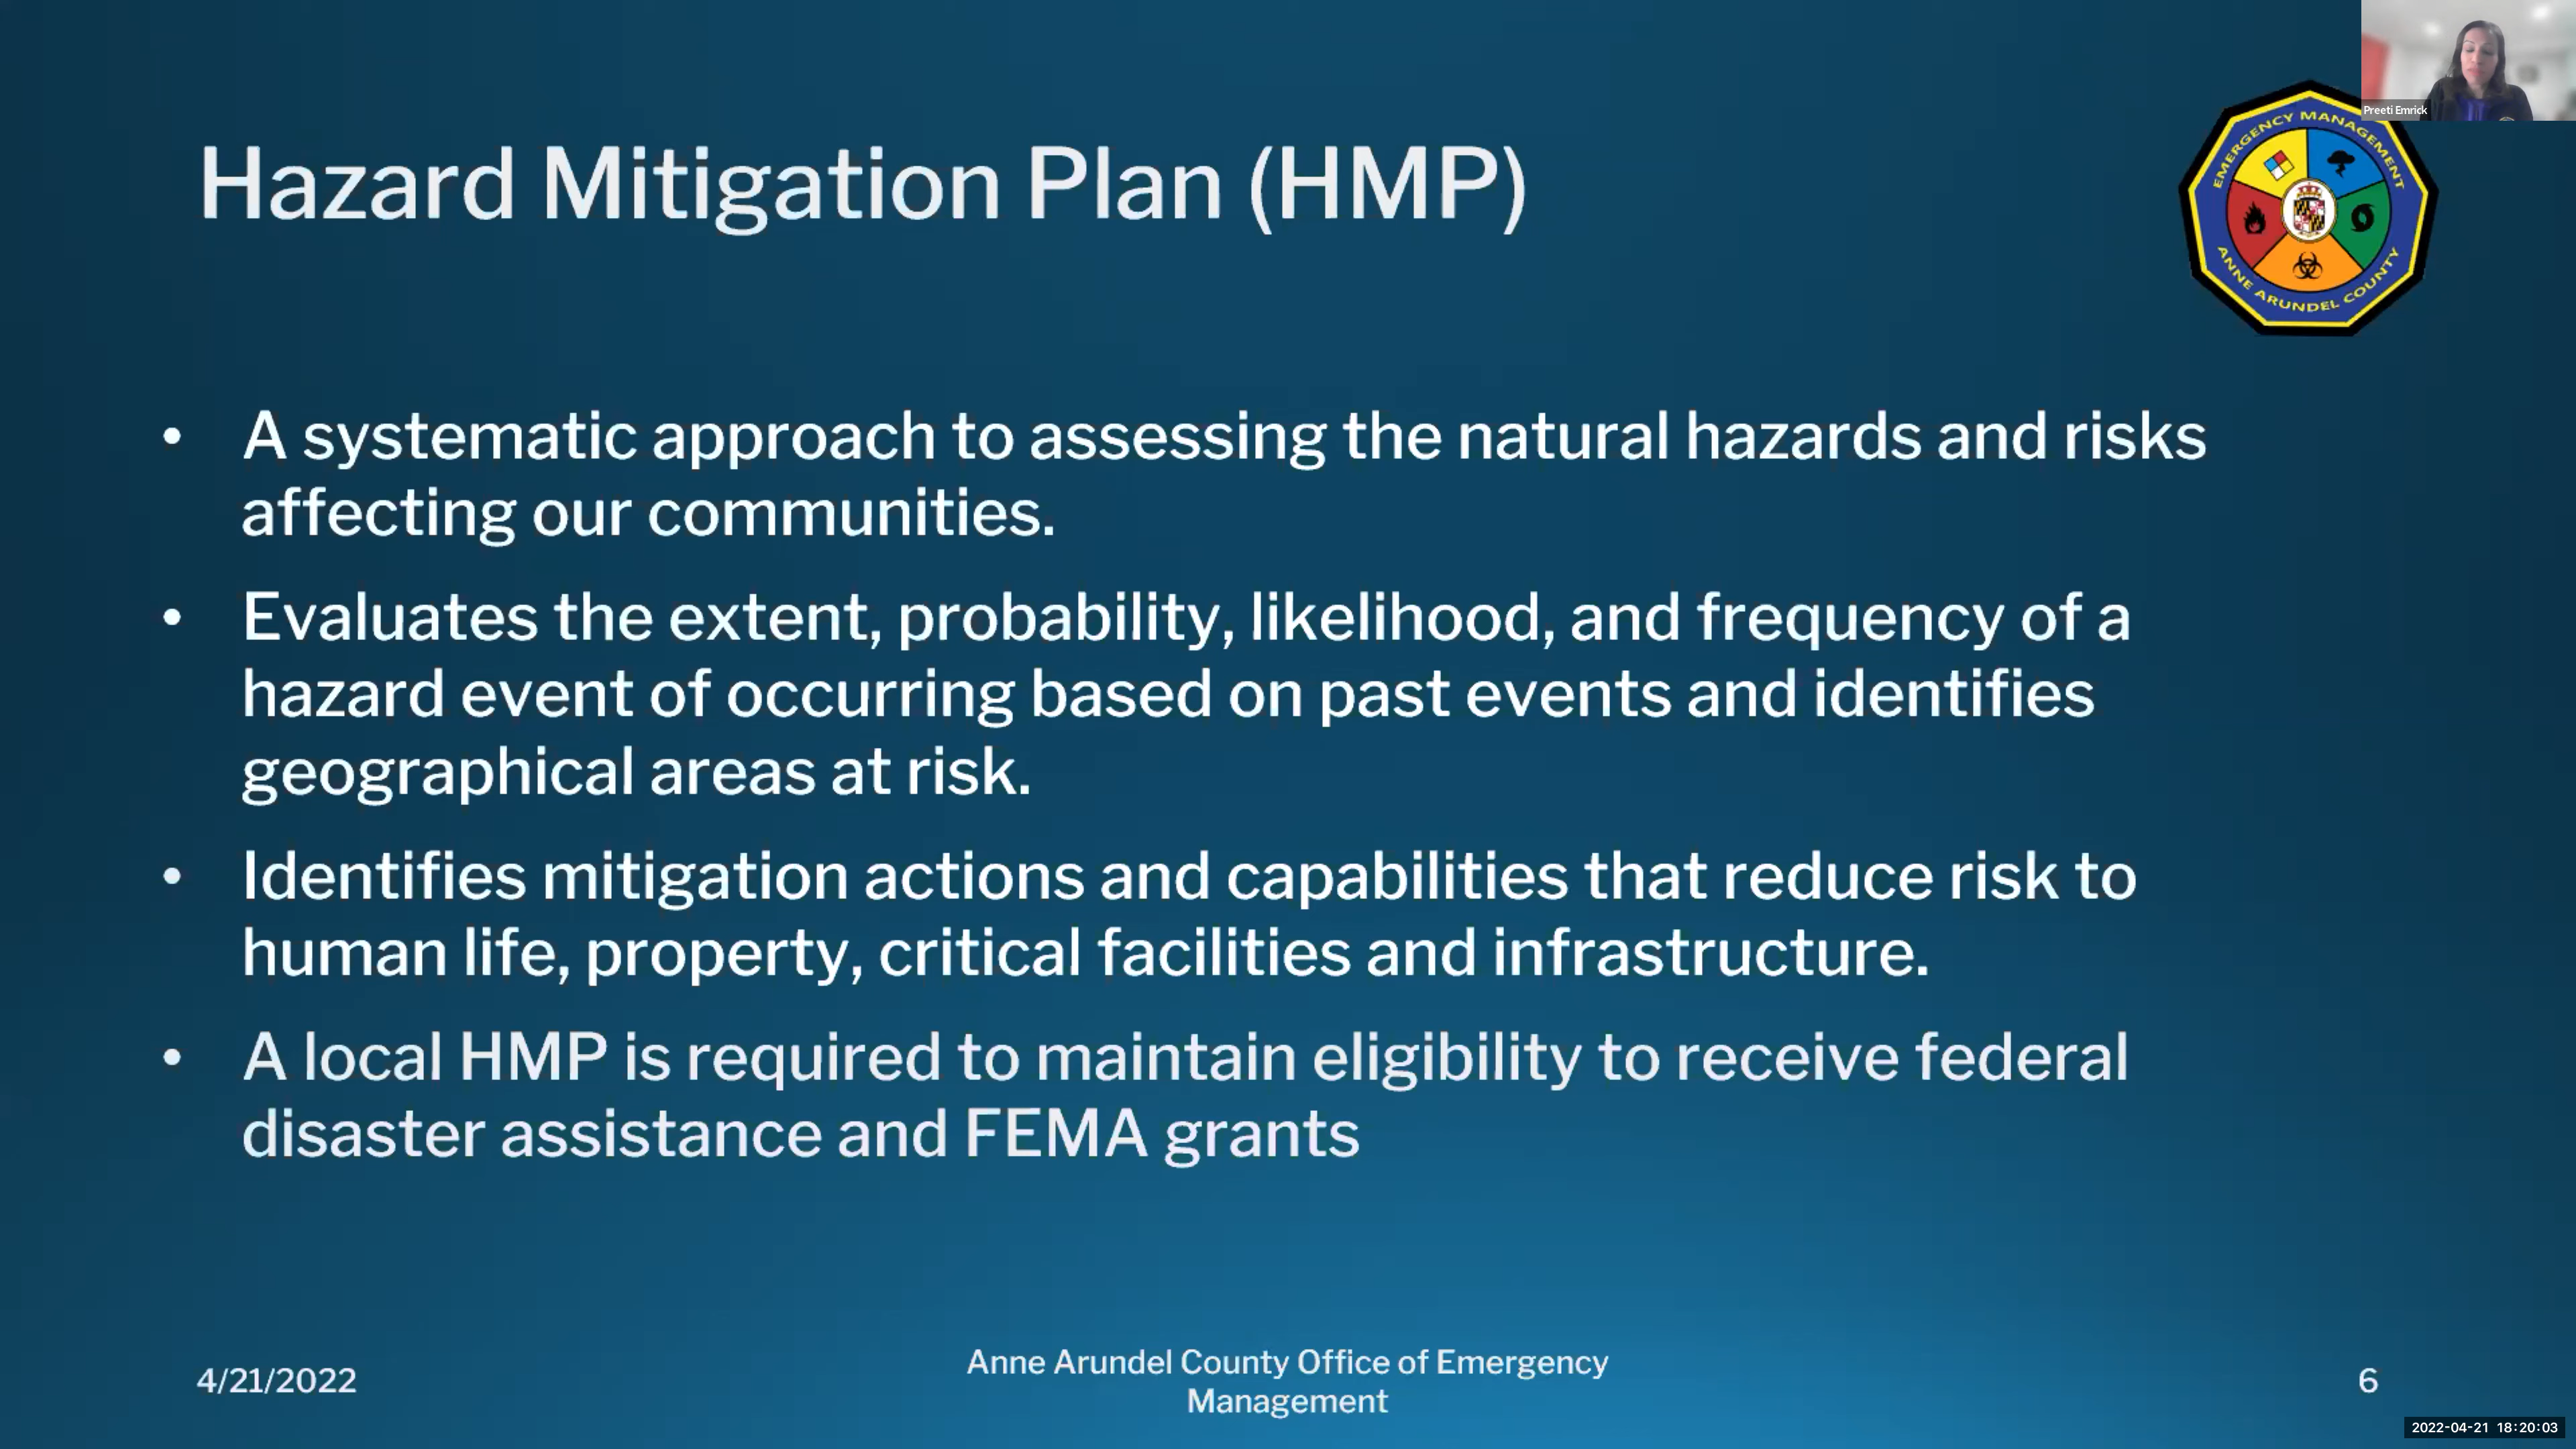 Preeti Emrick
EMERGENCY MANAGEMENT
ANNE ARUNDEL COUNTY
Hazard Mitigation Plan (HMP)
• A systematic approach to assessing the natural hazards and risks
affecting our communities.
• Evaluates the extent, probability, likelihood, and frequency of a
hazard event of occurring based on past events and identifies
geographical areas at risk.
• Identifies mitigation actions and capabilities that reduce risk to
human life, property, critical facilities and infrastructure.
• A local HMP is required to maintain eligibility to receive federal
disaster assistance and FEMA grants
4/21/2022
Anne Arundel County Office of Emergency
Management
6
2022-04-21 18:20:03